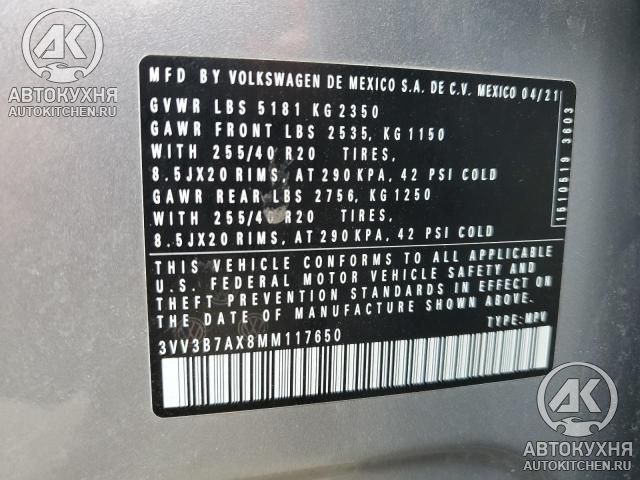 АВТОКУХНЯ
AUTOKITCHEN.RU
MFD BY VOLKSWAGEN DE MEXICO S.A. DE C.V. MEXICO 04/21
GVWR LBS 5181 KG 2350
GAWR FRONT LBS 2535, KG 1150
WITH 255/40 R20 TIRES,
8.5JX20 RIMS, AT 290 KPA, 42 PSI COLD
GAWR REAR LBS 2756, KG 1250
WITH 255/40 R20 TIRES,
8.5JX20 RIMS, AT 290 KPA, 42 PSI COLD
1510519 3603
THIS VEHICLE CONFORMS TO ALL APPLICABLE
U.S. FEDERAL MOTOR VEHICLE SAFETY AND
THEFT PREVENTION STANDARDS IN EFFECT ON
THE DATE OF MANUFACTURE SHOWN ABOVE.
TYPE: MPV
3VV3B7AX8MM117650
АВТОКУХНЯ
AUTOKITCHEN.RU